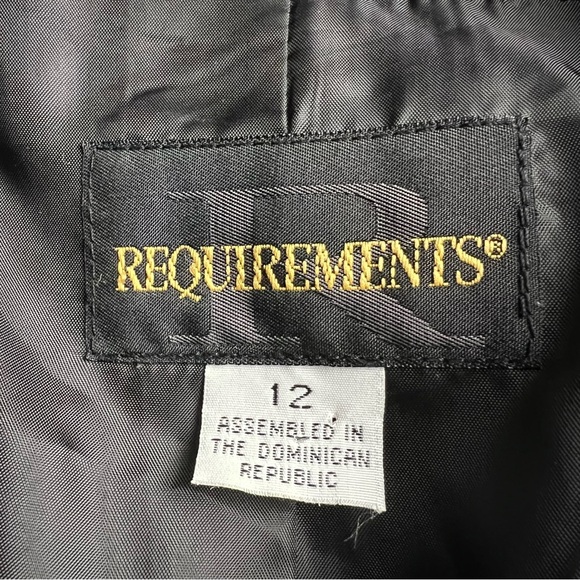 R
REQUIREMENTS®
12
ASSEMBLED IN
THE DOMINICAN
REPUBLIC